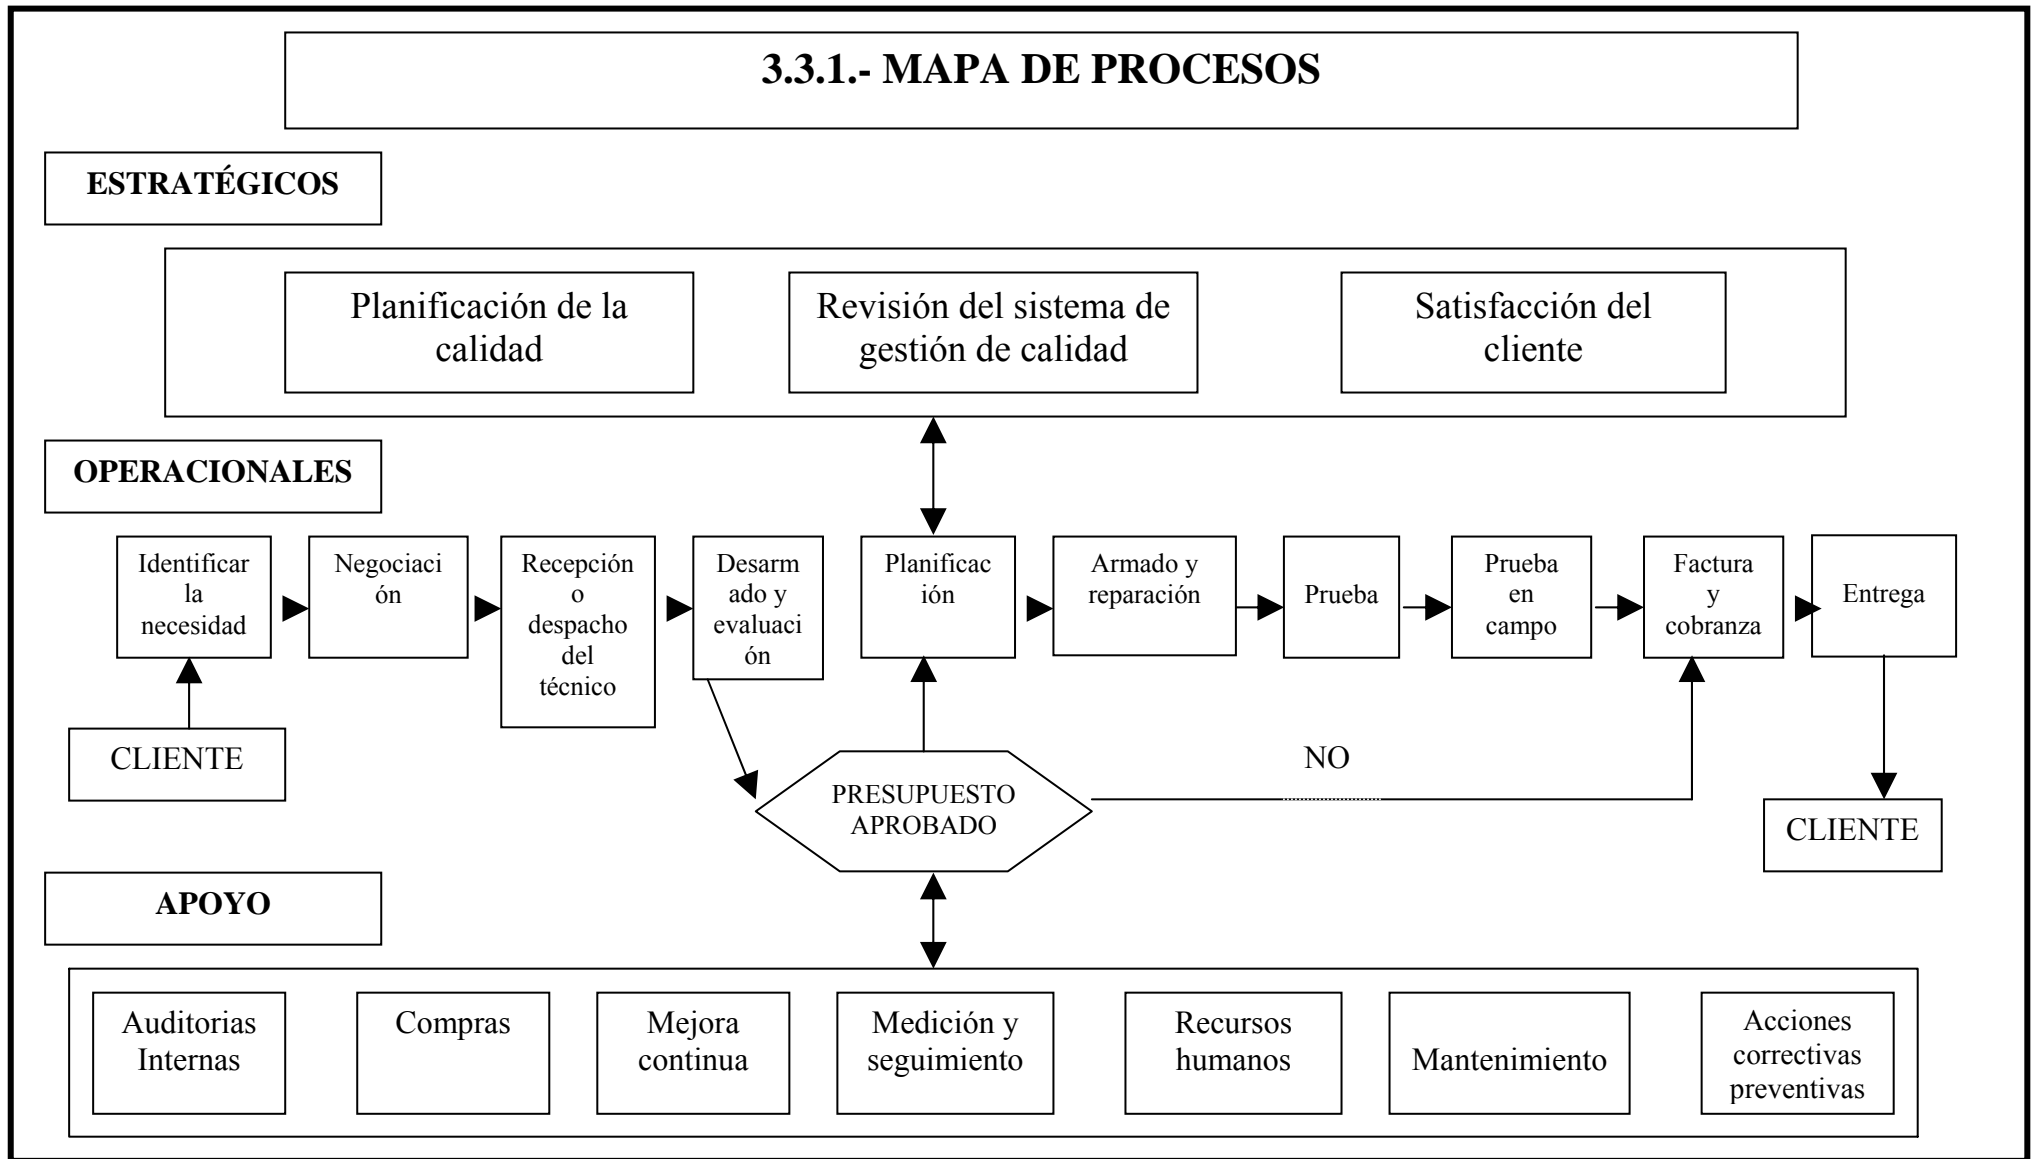 3.3.1.- MAPA DE PROCESOS
ESTRATÉGICOS
Planificación de la
calidad
Revisión del sistema de
gestión de calidad
Satisfacción del
cliente
OPERACIONALES
Identificar
la
necesidad
Negociaci
ón
Recepción
o
despacho
del
técnico
Desarm
ado y
evaluaci
ón
Planificac
ión
Armado y
reparación
Prueba
Prueba
en
campo
Factura
y
cobranza
Entrega
CLIENTE
PRESUPUESTO
APROBADO
NO
CLIENTE
APOYO
Auditorias
Internas
Compras
Mejora
continua
Medición y
seguimiento
Recursos
humanos
Mantenimiento
Acciones
correctivas
preventivas